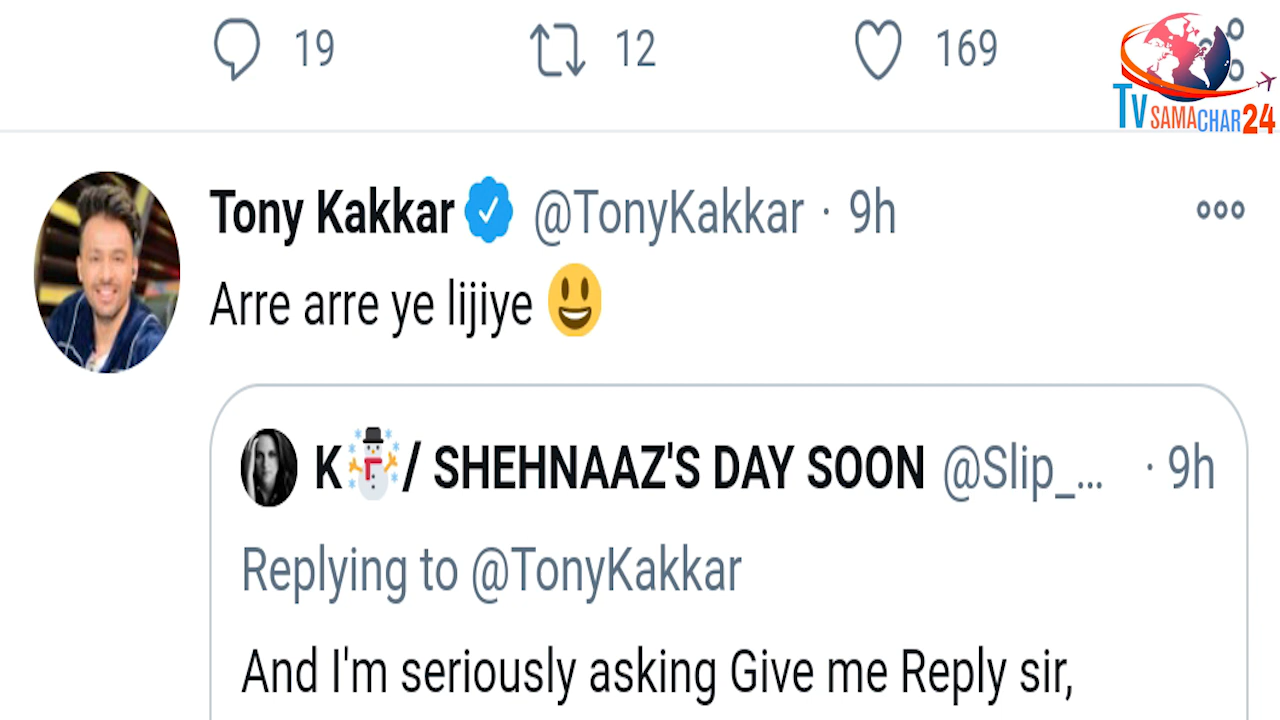 19 12 169
TV SAMACHAR24
Tony Kakkar @TonyKakkar · 9h
Arre arre ye lijiye 😃
K☃️/ SHEHNAAZ'S DAY SOON @Slip_... · 9h
Replying to @TonyKakkar
And I'm seriously asking Give me Reply sir,